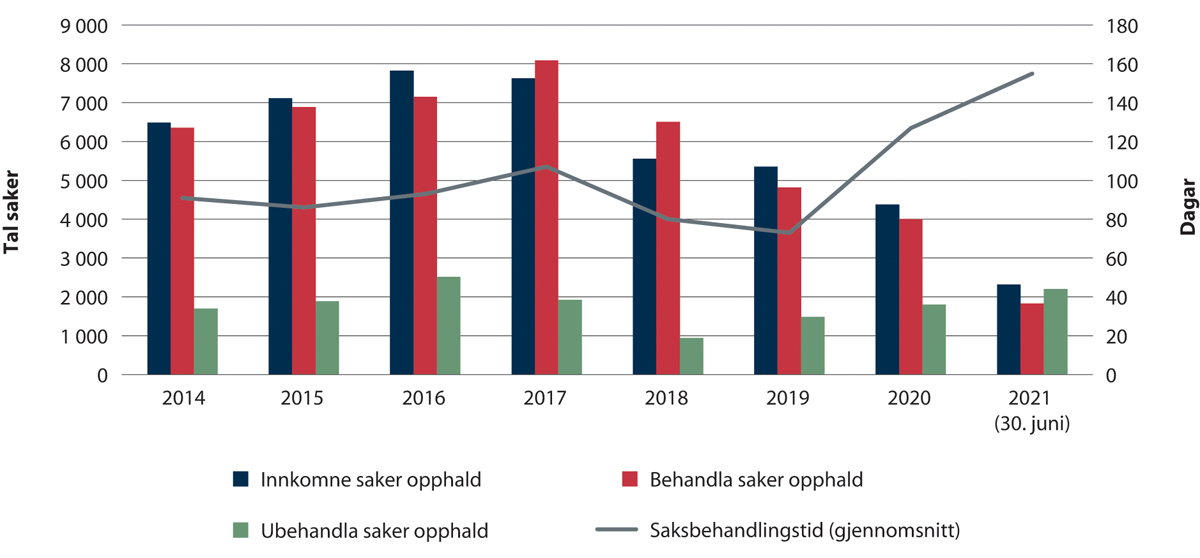 9 000
8 000
7 000
6 000
5 000
4 000
3 000
2 000
1 000
0
Tal saker
180
160
140
120
100
80
60
40
20
0
Dagar
2014 2015 2016 2017 2018 2019 2020 2021
(30. juni)
Innkomne saker opphald
Behandla saker opphald
Ubehandla saker opphald
Saksbehandlingstid (gjennomsnitt)